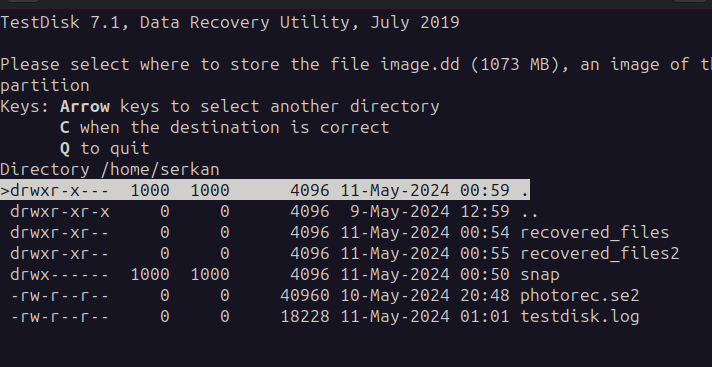 TestDisk 7.1, Data Recovery Utility, July 2019
Please select where to store the file image.dd (1073 MB), an image of
partition
Keys: Arrow keys to select another directory
C when the destination is correct
Q to quit
Directory /home/serkan
>drwxr-x--- 1000 1000 4096 11-May-2024 00:59 .
drwxr-xr-x 0 0 4096 9-May-2024 12:59 ..
drwxr-xr-- 0 0 4096 11-May-2024 00:54 recovered_files
drwxr-xr-- 0 0 4096 11-May-2024 00:55 recovered_files2
drwx------ 1000 1000 4096 11-May-2024 00:50 snap
-rw-r--r-- 0 0 40960 10-May-2024 20:48 photorec.se2
-rw-r--r-- 0 0 18228 11-May-2024 01:01 testdisk.log